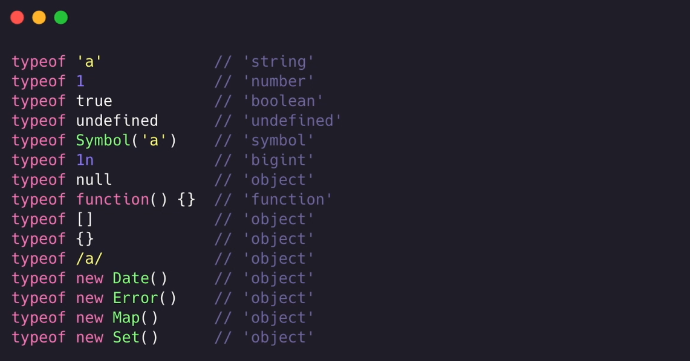 typeof 'a' // 'string'
typeof 1 // 'number'
typeof true // 'boolean'
typeof undefined // 'undefined'
typeof Symbol('a') // 'symbol'
typeof 1n // 'bigint'
typeof null // 'object'
typeof function() {} // 'function'
typeof [] // 'object'
typeof {} // 'object'
typeof /a/ // 'object'
typeof new Date() // 'object'
typeof new Error() // 'object'
typeof new Map() // 'object'
typeof new Set() // 'object'